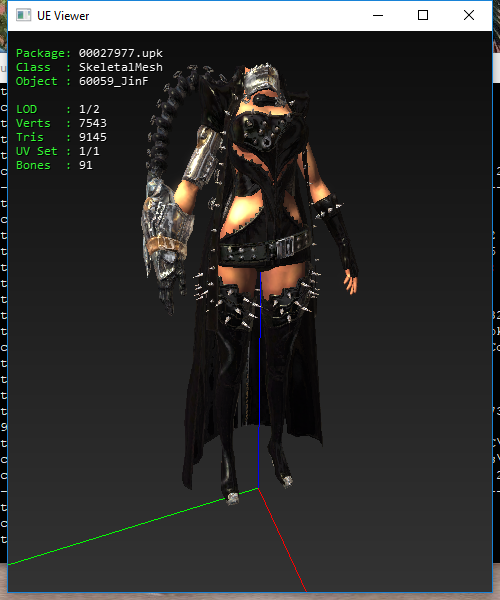 UE Viewer
Package: 00027977.upk
Class  : SkeletalMesh
Object : 60059_JinF
LOD    : 1/2
Verts  : 7543
Tris   : 9145
UV Set : 1/1
Bones  : 91